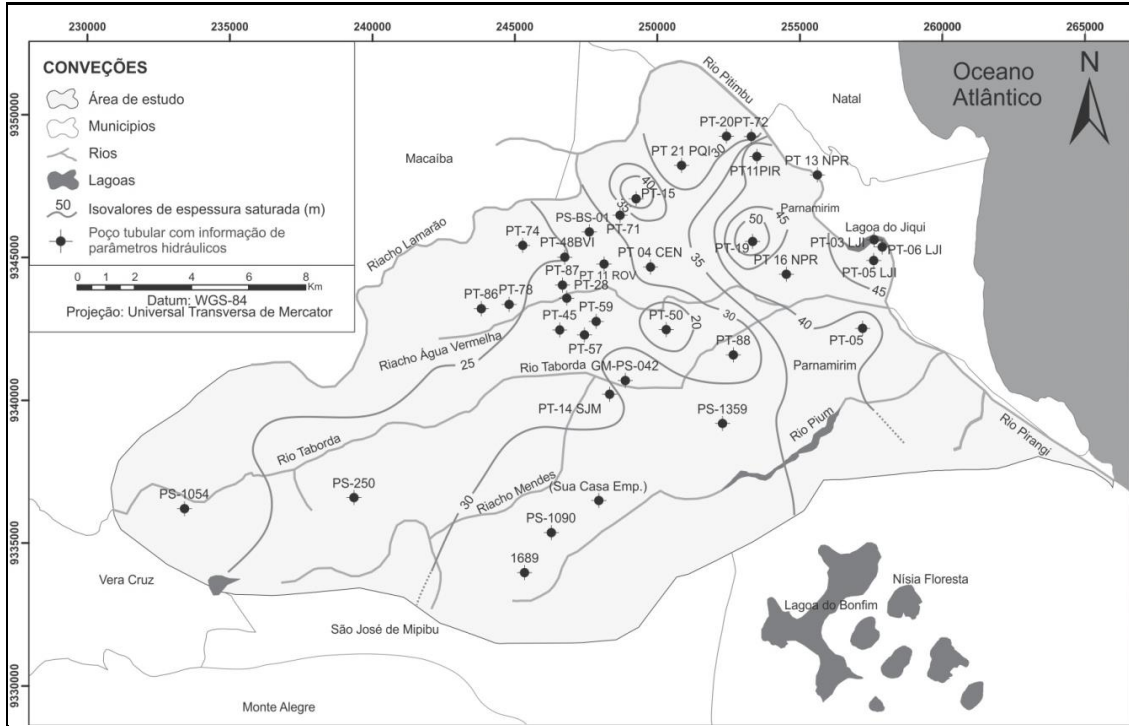 230000 235000 240000 245000 250000 255000 260000 265000
9350000
9345000
9340000
9335000
9330000
CONVEÇÕES
Área de estudo
Municipios
Rios
Lagoas
50 Isovalores de espessura saturada (m)
Poço tubular com informação de
parâmetros hidráulicos
0 1 2 4 6 8
Km
Datum: WGS-84
Projeção: Universal Transversa de Mercator
Oceano
Atlântico
N
Natal
Macaíba
Rio Pitimbu
PT-20
PT-72
30
PT 21 PQI
PT11PIR
PT 13 NPR
40
PT-15
35
Parnamirim
PS-BS-01
PT-71
45
50
Lagoa do Jiqui
Riacho Lamarão
PT-74
PT-48BVI
PT 04 CEN
PT-19
PT-03 LJI
PT-06 LJI
PT 16 NPR
PT-05 LJI
PT-87
PT 11 ROV
PT-28
35
45
PT-86
PT-78
PT-59
PT-45
PT-50
20
30
40
PT-05
PT-57
Riacho Água Vermelha
25
PT-88
Rio Taborda
GM-PS-042
Parnamirim
PT-14 SJM
PS-1359
Rio Pium
Rio Pirangi
Rio Taborda
PS-1054
PS-250
30
Riacho Mendes
(Sua Casa Emp.)
PS-1090
1689
Vera Cruz
São José de Mipibu
Nísia Floresta
Lagoa do Bonfim
Monte Alegre